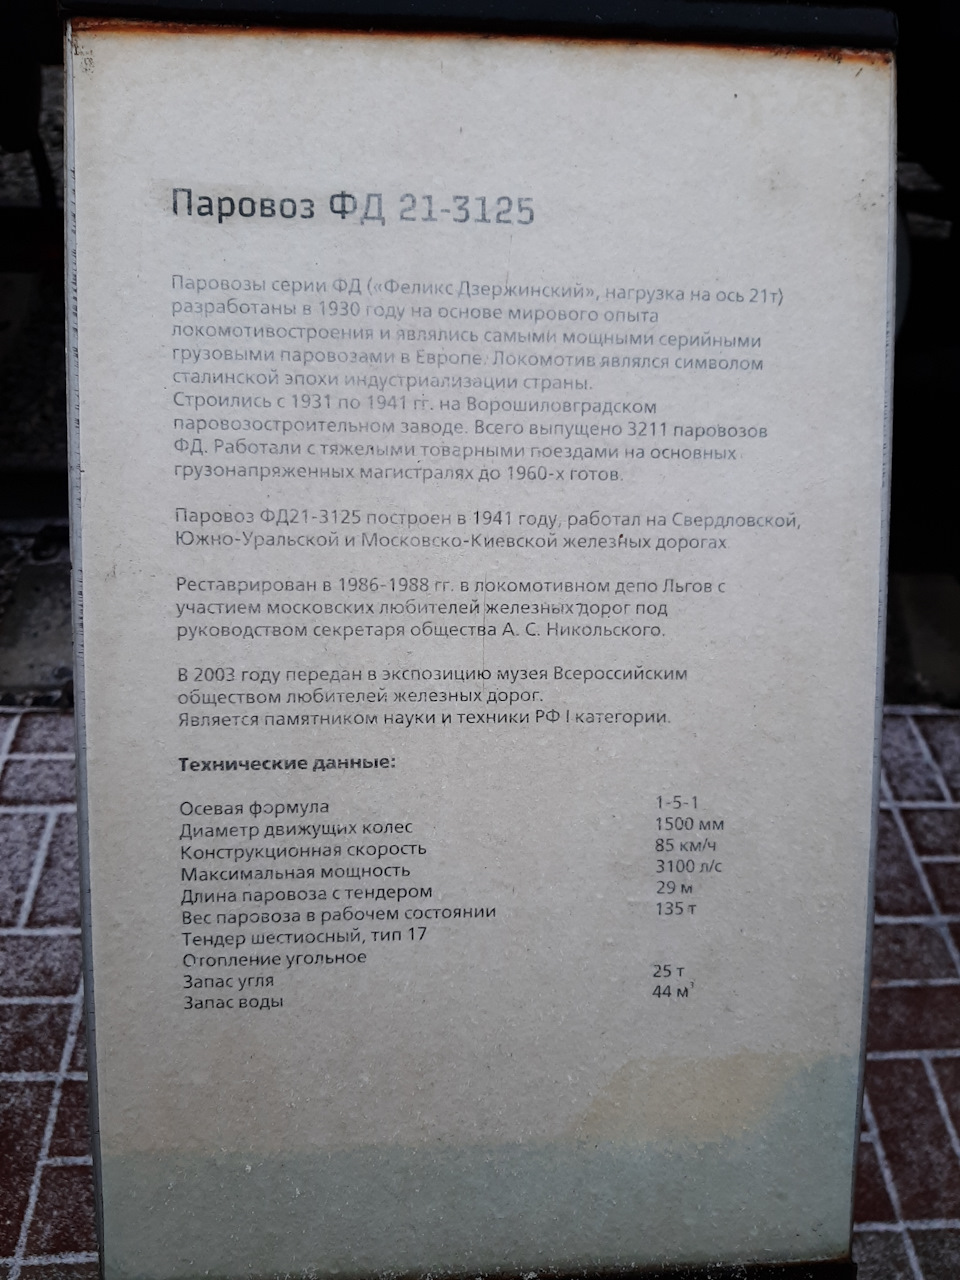 Паровоз ФД 21-3125
Паровозы серии ФД («Феликс Дзержинский», нагрузка на ось 21т)
разработаны в 1930 году на основе мирового опыта
локомотивостроения и являлись самыми мощными серийными
грузовыми паровозами в Европе. Локомотив являлся символом
сталинской эпохи индустриализации страны.
Строились с 1931 по 1941 гг. на Ворошиловградском
паровозостроительном заводе. Всего выпущено 3211 паровозов
ФД. Работали с тяжелыми товарными поездами на основных
грузонапряженных магистралях до 1960-х готов.
Паровоз ФД21-3125 построен в 1941 году, работал на Свердловской,
Южно-Уральской и Московско-Киевской железных дорогах
Реставрирован в 1986-1988 гг. в локомотивном депо Льгов с
участием московских любителей железных дорог под
руководством секретаря общества А. С. Никольского.
В 2003 году передан в экспозицию музея Всероссийским
обществом любителей железных дорог.
Является памятником науки и техники РФ I категории.
Технические данные:
Осевая формула 1-5-1
Диаметр движущих колес 1500 мм
Конструкционная скорость 85 км/ч
Максимальная мощность 3100 л/с
Длина паровоза с тендером 29 м
Вес паровоза в рабочем состоянии 135 т
Тендер шестиосный, тип 17
Отопление угольное
Запас угля 25 т
Запас воды 44 м³